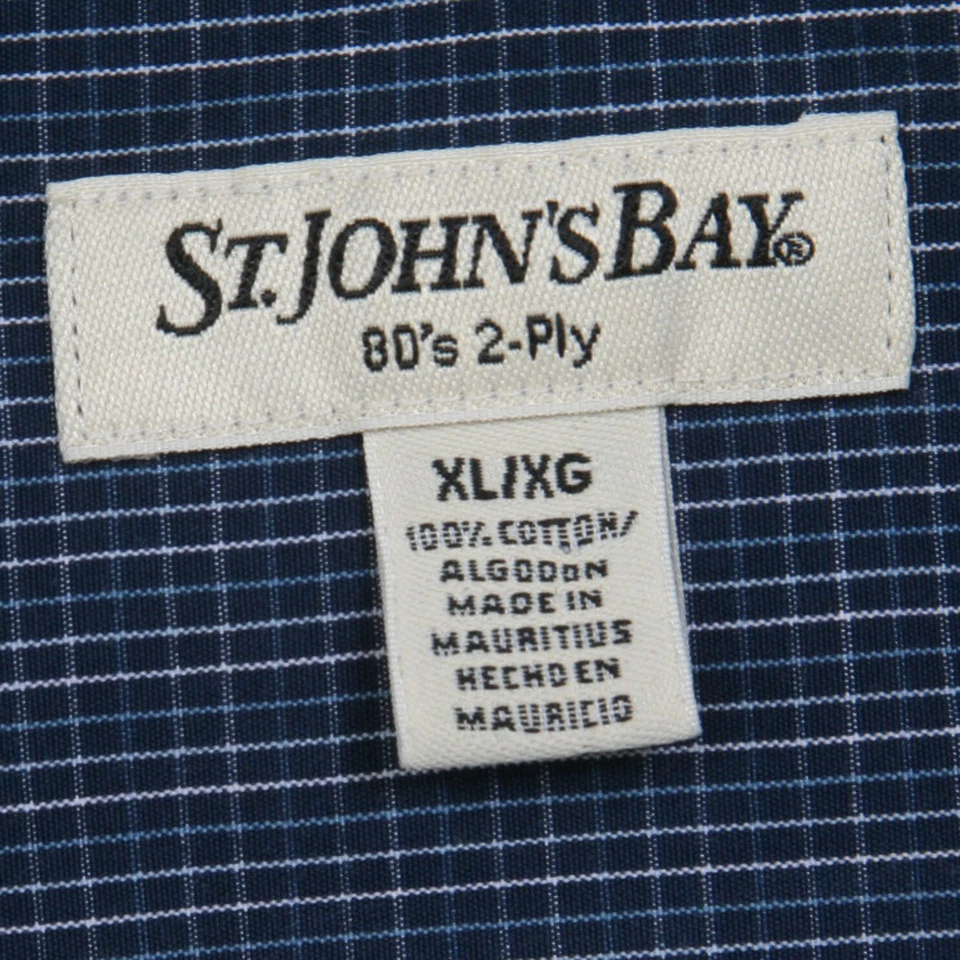 ST. JOHN'S BAY®
80's 2-Ply
XL/XG
100% COTTON/
ALGODON
MADE IN
MAURITIUS
HECHO EN
MAURICIO